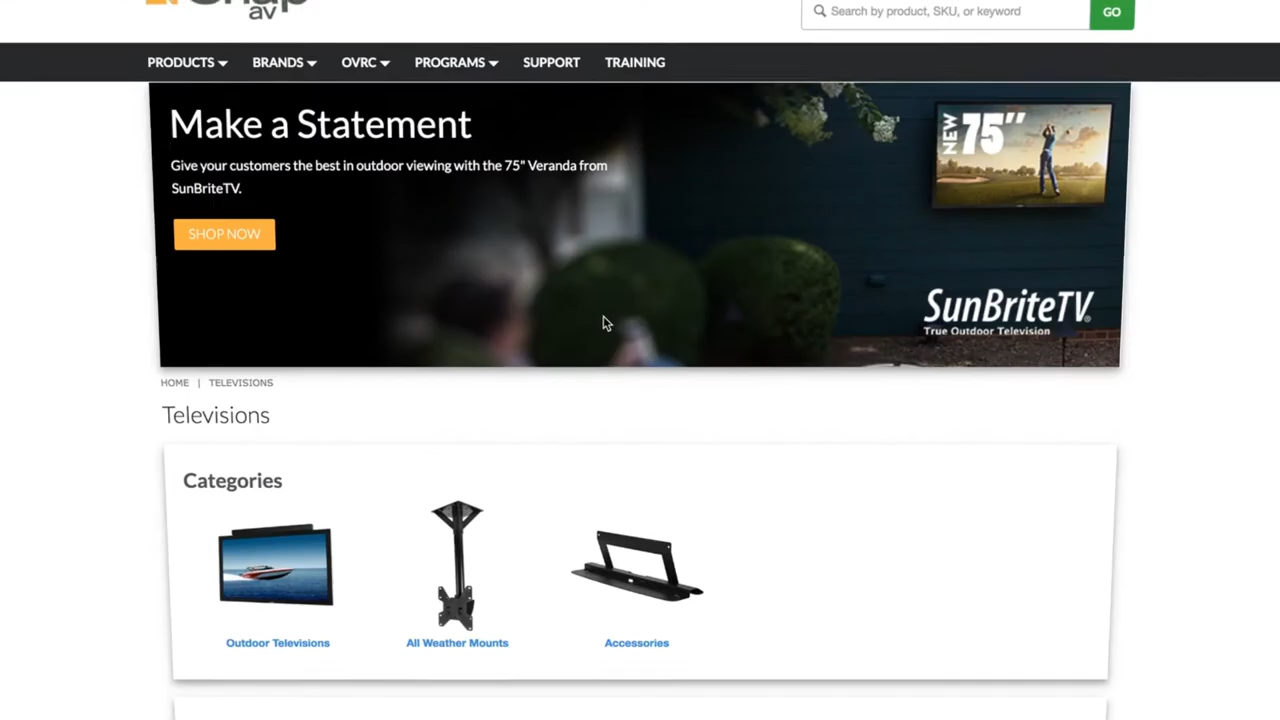 av
Search by product, SKU, or keyword
GO
PRODUCTS BRANDS OVRC PROGRAMS SUPPORT TRAINING
Make a Statement
Give your customers the best in outdoor viewing with the 75" Veranda from
SunBriteTV.
SHOP NOW
NEW 75"
SunBriteTV®
True Outdoor Television
HOME | TELEVISIONS
Televisions
Categories
Outdoor Televisions
All Weather Mounts
Accessories